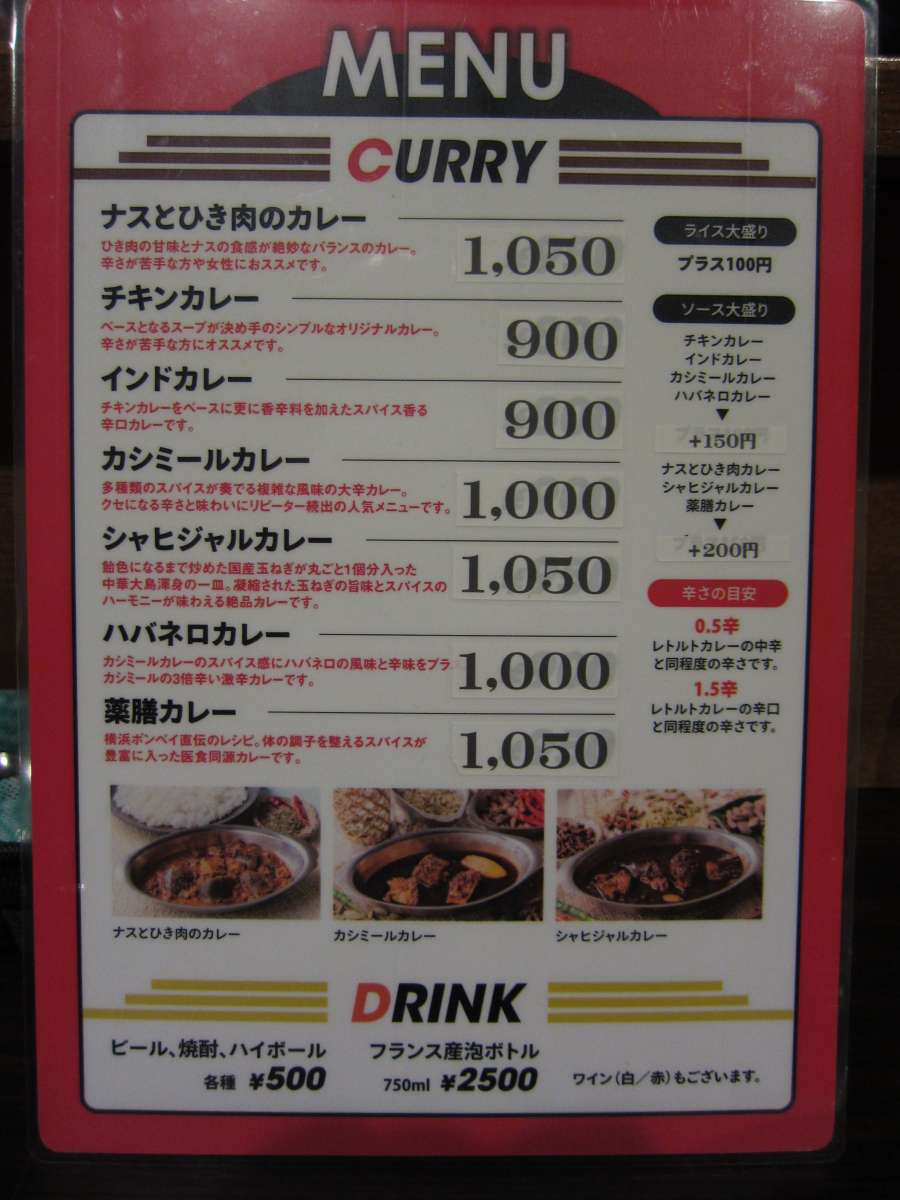 MENU
CURRY
ナスとひき肉のカレー
ひき肉の甘味とナスの食感が絶妙なバランスのカレー。
辛さが苦手な方や女性におススメです。
1,050
チキンカレー
ベースとなるスープが決め手のシンプルなオリジナルカレー。
辛さが苦手な方にオススメです。
900
インドカレー
チキンカレーをベースに更に香辛料を加えたスパイス香る
辛口カレーです。
900
カシミールカレー
多種類のスパイスが奏でる複雑な風味の大辛カレー。
クセになる辛さと味わいにリピーター続出の人気メニューです。
1,000
シャヒジャルカレー
飴色になるまで炒めた国産玉ねぎが丸ごと1個分入った
中華大島渾身の一皿。凝縮された玉ねぎの旨味とスパイスの
ハーモニーが味わえる絶品カレーです。
1,050
ハバネロカレー
カシミールカレーのスパイス感にハバネロの風味と辛味をプラ
カシミールの3倍辛い激辛カレーです。
1,000
薬膳カレー
横浜ボンベイ直伝のレシピ。体の調子を整えるスパイスが
豊富に入った医食同源カレーです。
1,050
ライス大盛り
プラス100円
ソース大盛り
チキンカレー
インドカレー
カシミールカレー
ハバネロカレー
▼
+150円
ナスとひき肉カレー
シャヒジャルカレー
薬膳カレー
▼
+200円
辛さの目安
0.5辛
レトルトカレーの中辛
と同程度の辛さです。
1.5辛
レトルトカレーの辛口
と同程度の辛さです。
ナスとひき肉のカレー
カシミールカレー
シャヒジャルカレー
DRINK
ビール、焼酎、ハイボール
各種 ¥500
フランス産泡ボトル
750ml ¥2500
ワイン（白／赤）もございます。